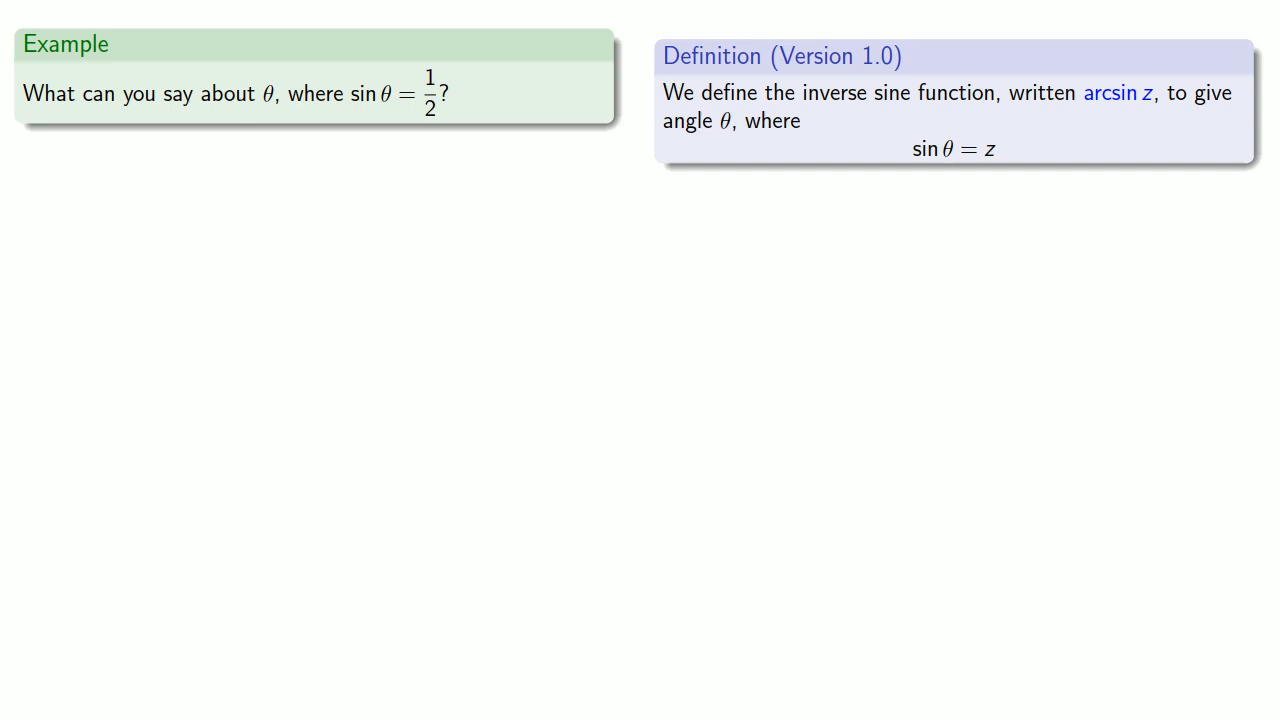 Example
What can you say about θ, where sin θ = 1/2?
Definition (Version 1.0)
We define the inverse sine function, written arcsin z, to give
angle θ, where
sin θ = z